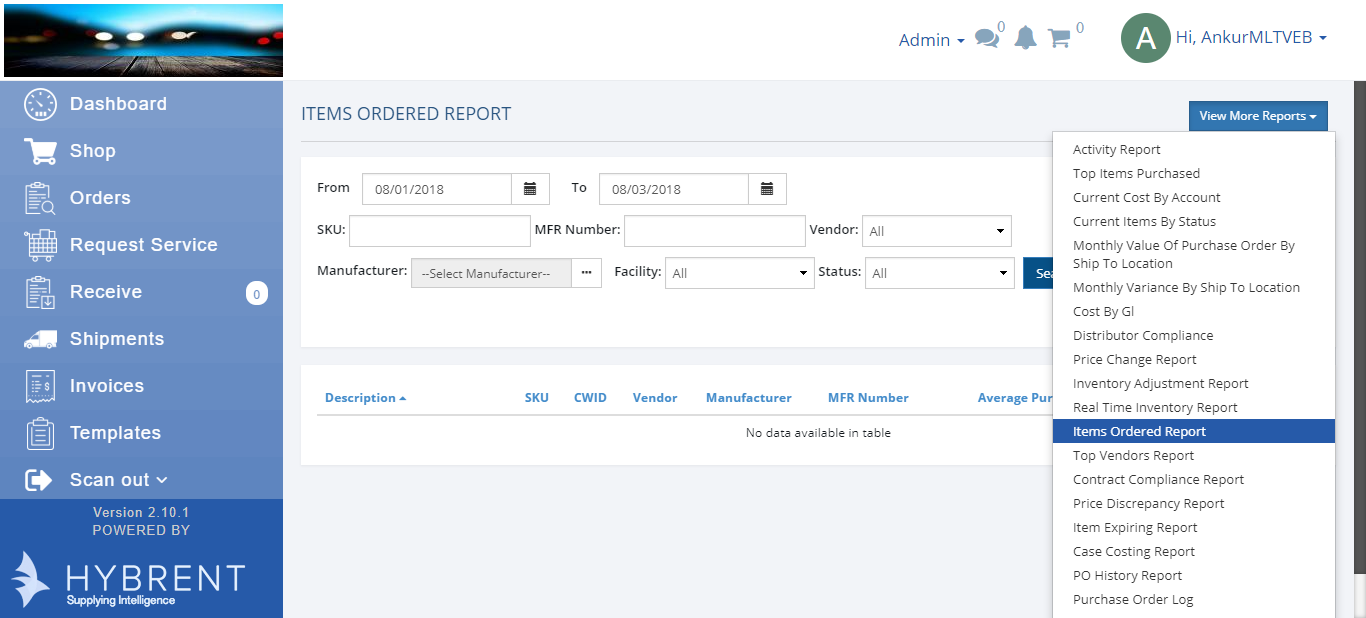 Admin
0
0
A
Hi, AnkurMLTVEB
Dashboard
Shop
Orders
Request Service
Receive
0
Shipments
Invoices
Templates
Scan out
Version 2.10.1
POWERED BY
HYBRENT
Supplying Intelligence
ITEMS ORDERED REPORT
View More Reports
From
08/01/2018
To
08/03/2018
SKU:
MFR Number:
Vendor:
All
Manufacturer:
--Select Manufacturer--
...
Facility:
All
Status:
All
Sea
Description
SKU
CWID
Vendor
Manufacturer
MFR Number
Average Pur
No data available in table
Activity Report
Top Items Purchased
Current Cost By Account
Current Items By Status
Monthly Value Of Purchase Order By
Ship To Location
Monthly Variance By Ship To Location
Cost By Gl
Distributor Compliance
Price Change Report
Inventory Adjustment Report
Real Time Inventory Report
Items Ordered Report
Top Vendors Report
Contract Compliance Report
Price Discrepancy Report
Item Expiring Report
Case Costing Report
PO History Report
Purchase Order Log